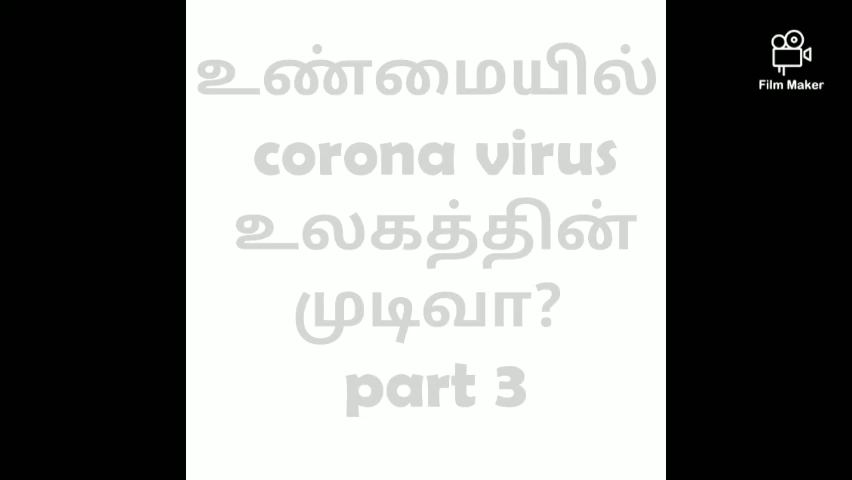 உண்மையில்
corona virus
உலகத்தின்
முடிவா?
part 3
Film Maker